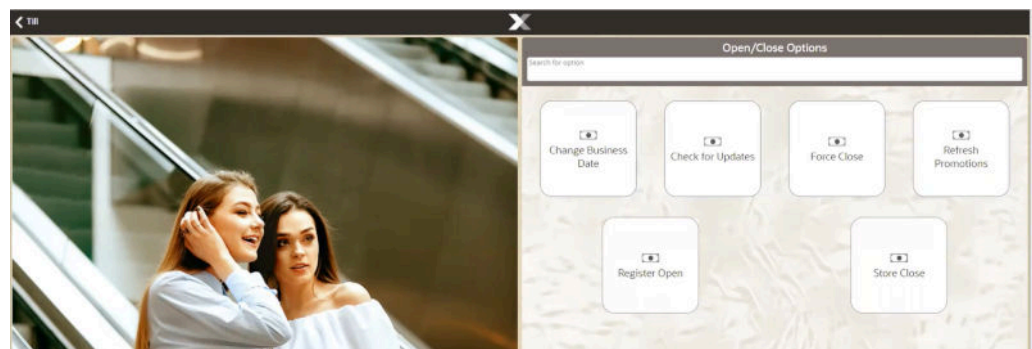 Till
Open/Close Options
Search for option
Change Business
Date
Check for Updates
Force Close
Refresh
Promotions
Register Open
Store Close